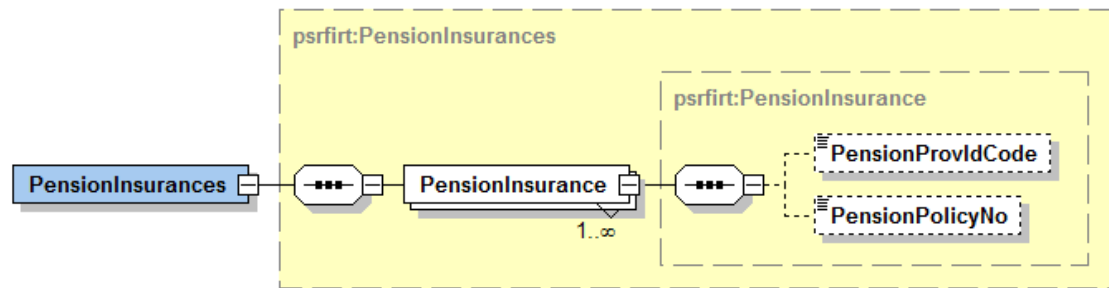 psrfirt:PensionInsurances
psrfirt:PensionInsurance
PensionInsurances
PensionInsurance
1..∞
PensionProvIdCode
PensionPolicyNo